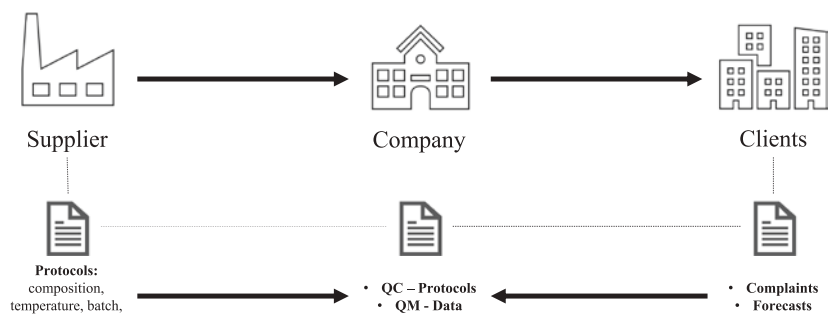 Supplier
Company
Clients
Protocols:
composition,
temperature, batch,
• QC – Protocols
• QM - Data
• Complaints
• Forecasts